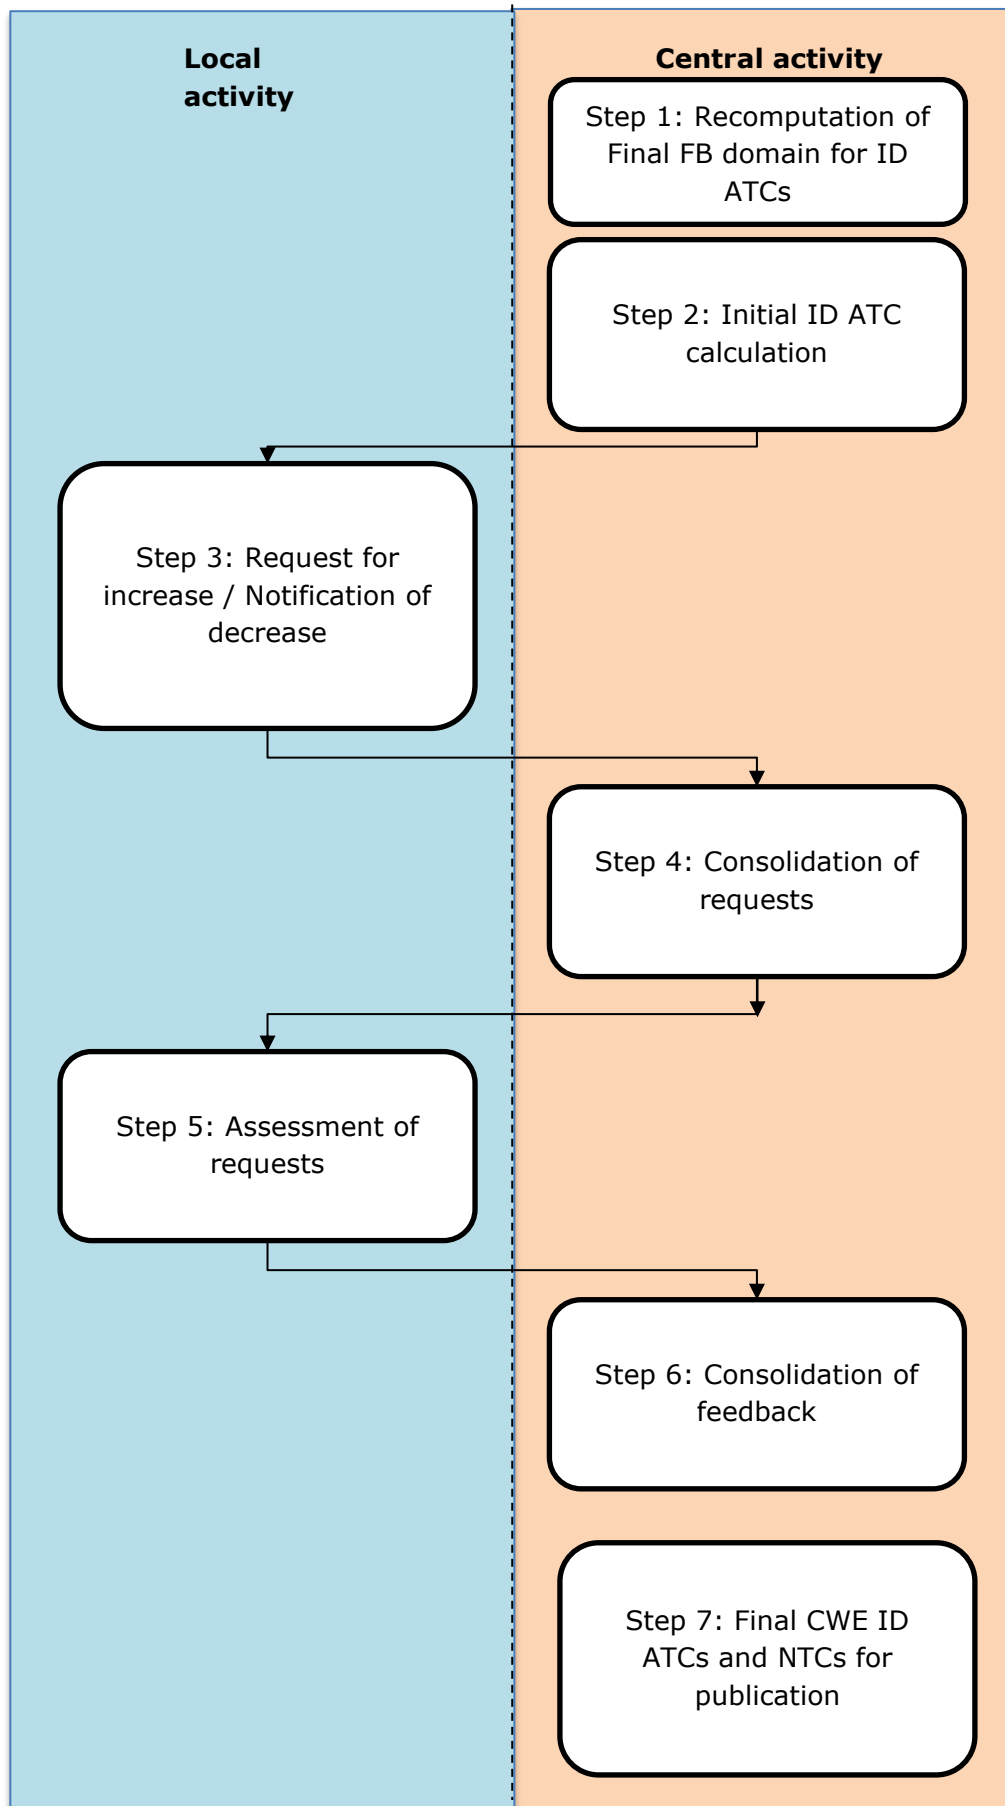 Local
activity
Central activity
Step 1: Recomputation of
Final FB domain for ID
ATCs
Step 2: Initial ID ATC
calculation
Step 3: Request for
increase / Notification of
decrease
Step 4: Consolidation of
requests
Step 5: Assessment of
requests
Step 6: Consolidation of
feedback
Step 7: Final CWE ID
ATCs and NTCs for
publication